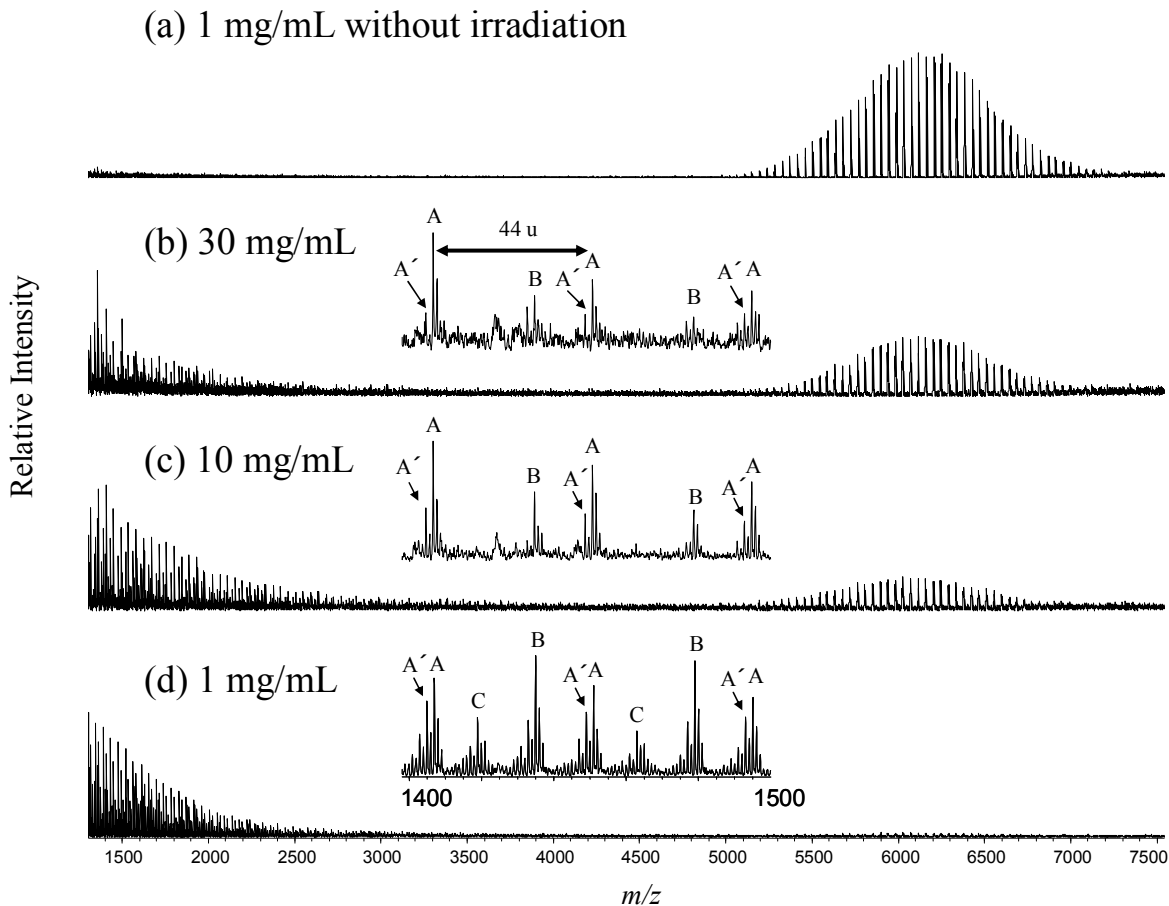 (a) 1 mg/mL without irradiation
(b) 30 mg/mL
A
44 u
A´
B
A´
A
B
A´
A
Relative Intensity
(c) 10 mg/mL
A
A´
B
A´
A
B
A´
A
(d) 1 mg/mL
A´ A
C
B
A´ A
C
B
A´ A
1400 1500
1500 2000 2500 3000 3500 4000 4500 5000 5500 6000 6500 7000 7500
m/z